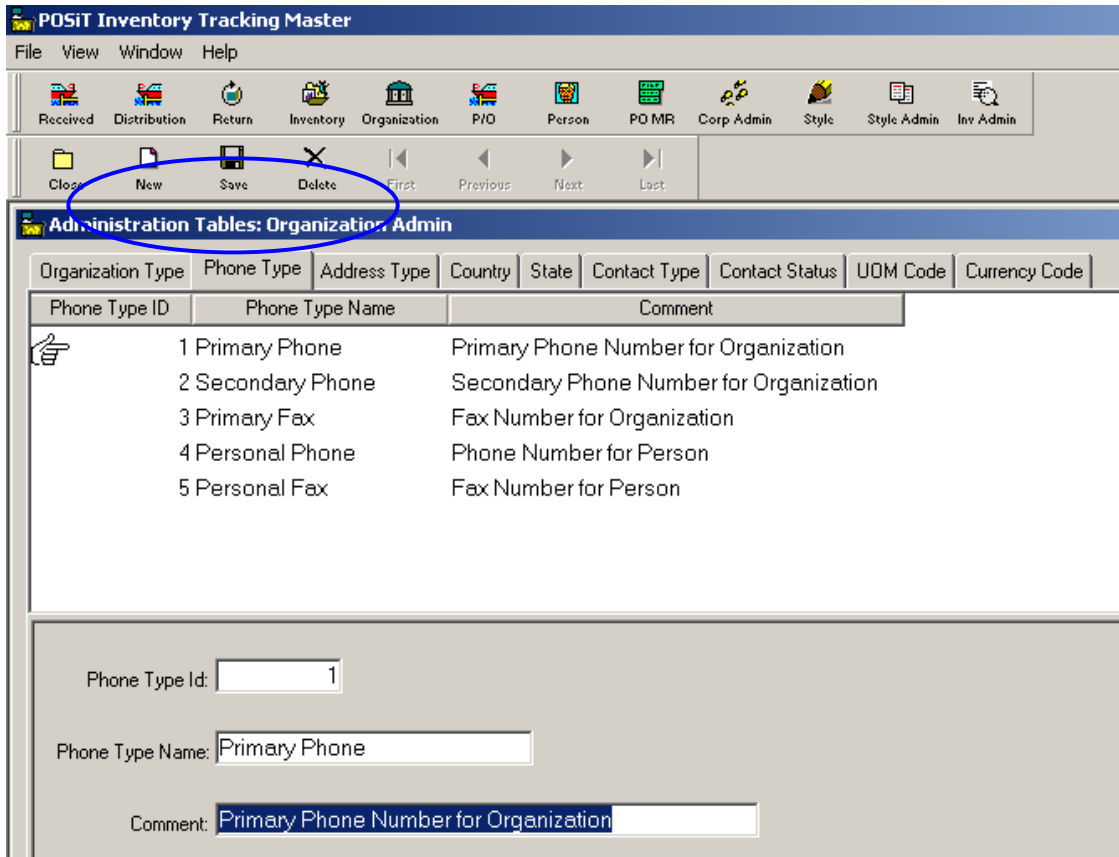 POSiT Inventory Tracking Master
File View Window Help
Received Distribution Return Inventory Organization P/O Person PO MR Corp Admin Style Style Admin Inv Admin
Close New Save Delete First Previous Next Last
Administration Tables: Organization Admin
Organization Type Phone Type Address Type Country State Contact Type Contact Status UOM Code Currency Code
Phone Type ID Phone Type Name Comment
1 Primary Phone Primary Phone Number for Organization
2 Secondary Phone Secondary Phone Number for Organization
3 Primary Fax Fax Number for Organization
4 Personal Phone Phone Number for Person
5 Personal Fax Fax Number for Person
Phone Type Id: 1
Phone Type Name: Primary Phone
Comment: Primary Phone Number for Organization